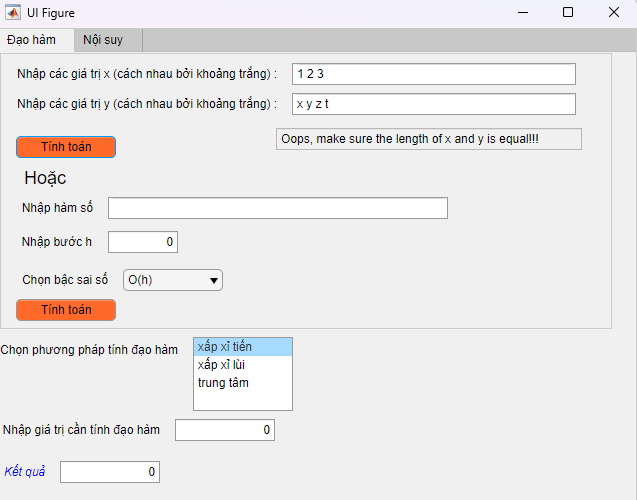 UI Figure
Đạo hàm Nội suy
Nhập các giá trị x (cách nhau bởi khoảng trắng) : 1 2 3
Nhập các giá trị y (cách nhau bởi khoảng trắng) : x y z t
Oops, make sure the length of x and y is equal!!!
Tính toán
Hoặc
Nhập hàm số
Nhập bước h 0
Chọn bậc sai số O(h)
Tính toán
Chọn phương pháp tính đạo hàm xấp xỉ tiến
xấp xỉ lùi
trung tâm
Nhập giá trị cần tính đạo hàm 0
Kết quả 0